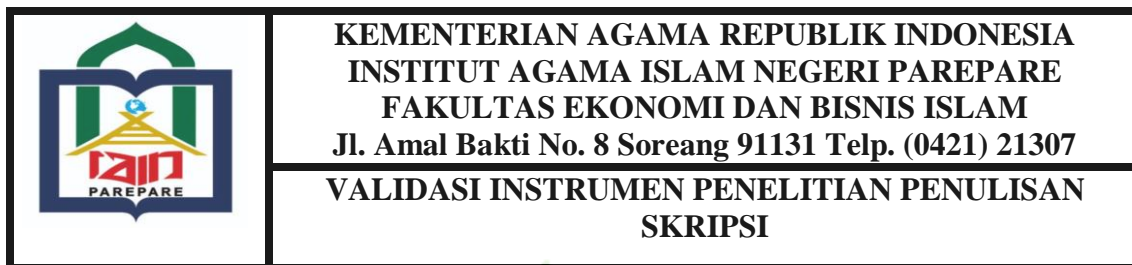 iain
PAREPARE
KEMENTERIAN AGAMA REPUBLIK INDONESIA
INSTITUT AGAMA ISLAM NEGERI PAREPARE
FAKULTAS EKONOMI DAN BISNIS ISLAM
Jl. Amal Bakti No. 8 Soreang 91131 Telp. (0421) 21307
VALIDASI INSTRUMEN PENELITIAN PENULISAN
SKRIPSI